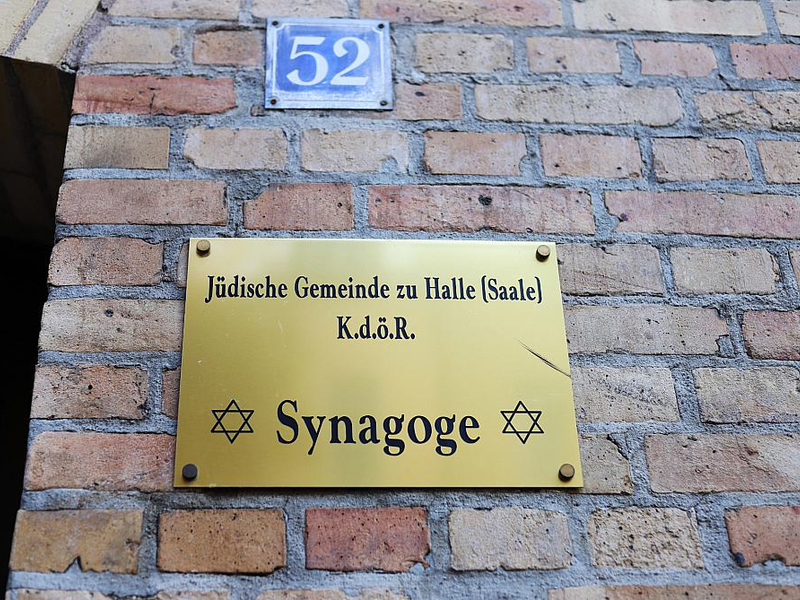 52
Jüdische Gemeinde zu Halle (Saale)
K.d.ö.R.
Synagoge